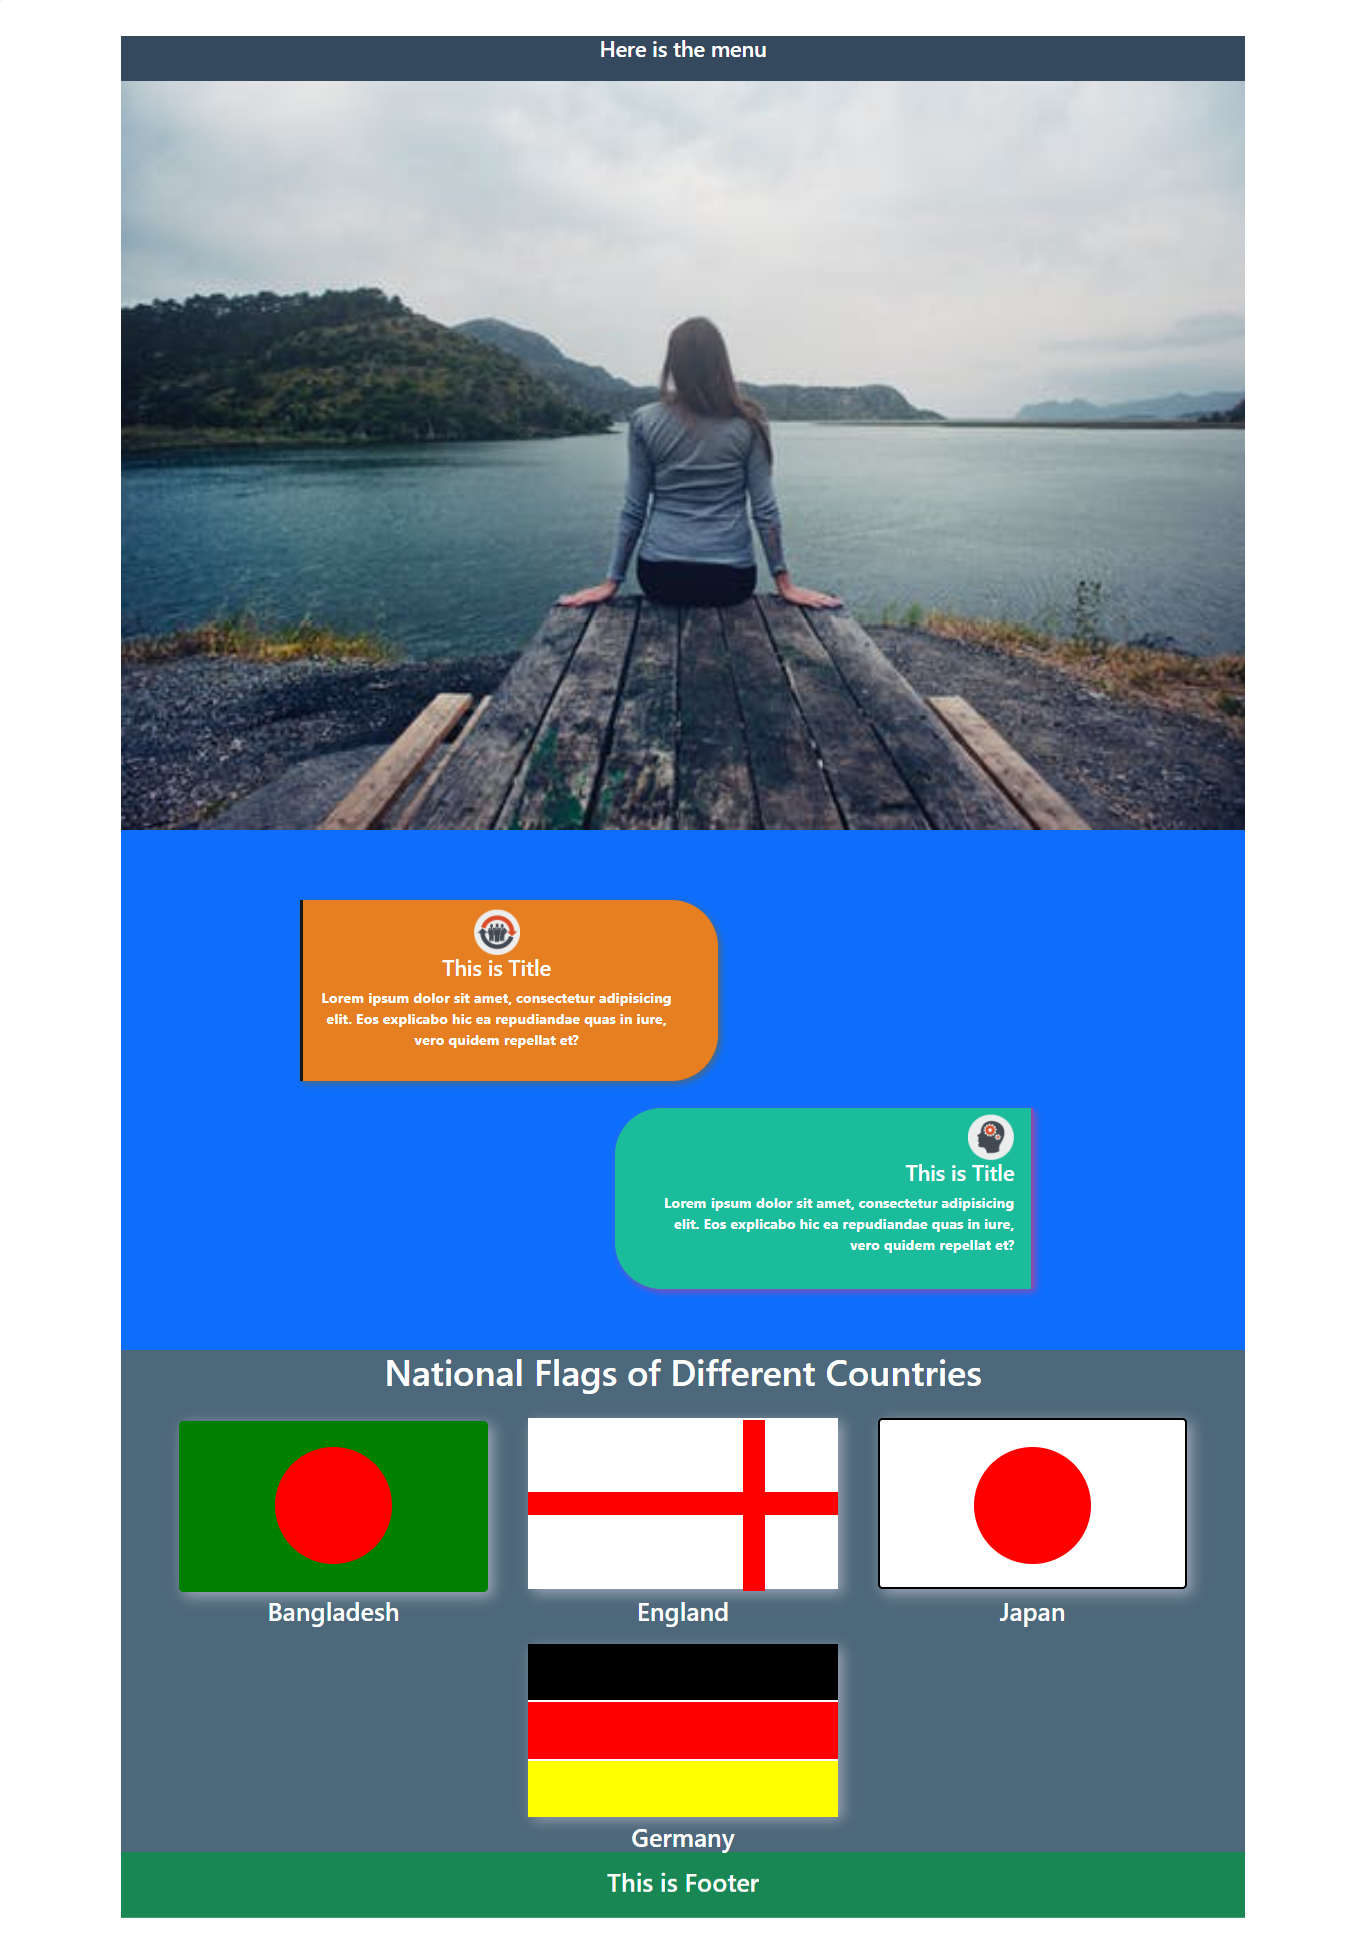 Here is the menu
This is Title
Lorem ipsum dolor sit amet, consectetur adipisicing
elit. Eos explicabo hic ea repudiandae quas in iure,
vero quidem repellat et?
This is Title
Lorem ipsum dolor sit amet, consectetur adipisicing
elit. Eos explicabo hic ea repudiandae quas in iure,
vero quidem repellat et?
National Flags of Different Countries
Bangladesh
England
Japan
Germany
This is Footer